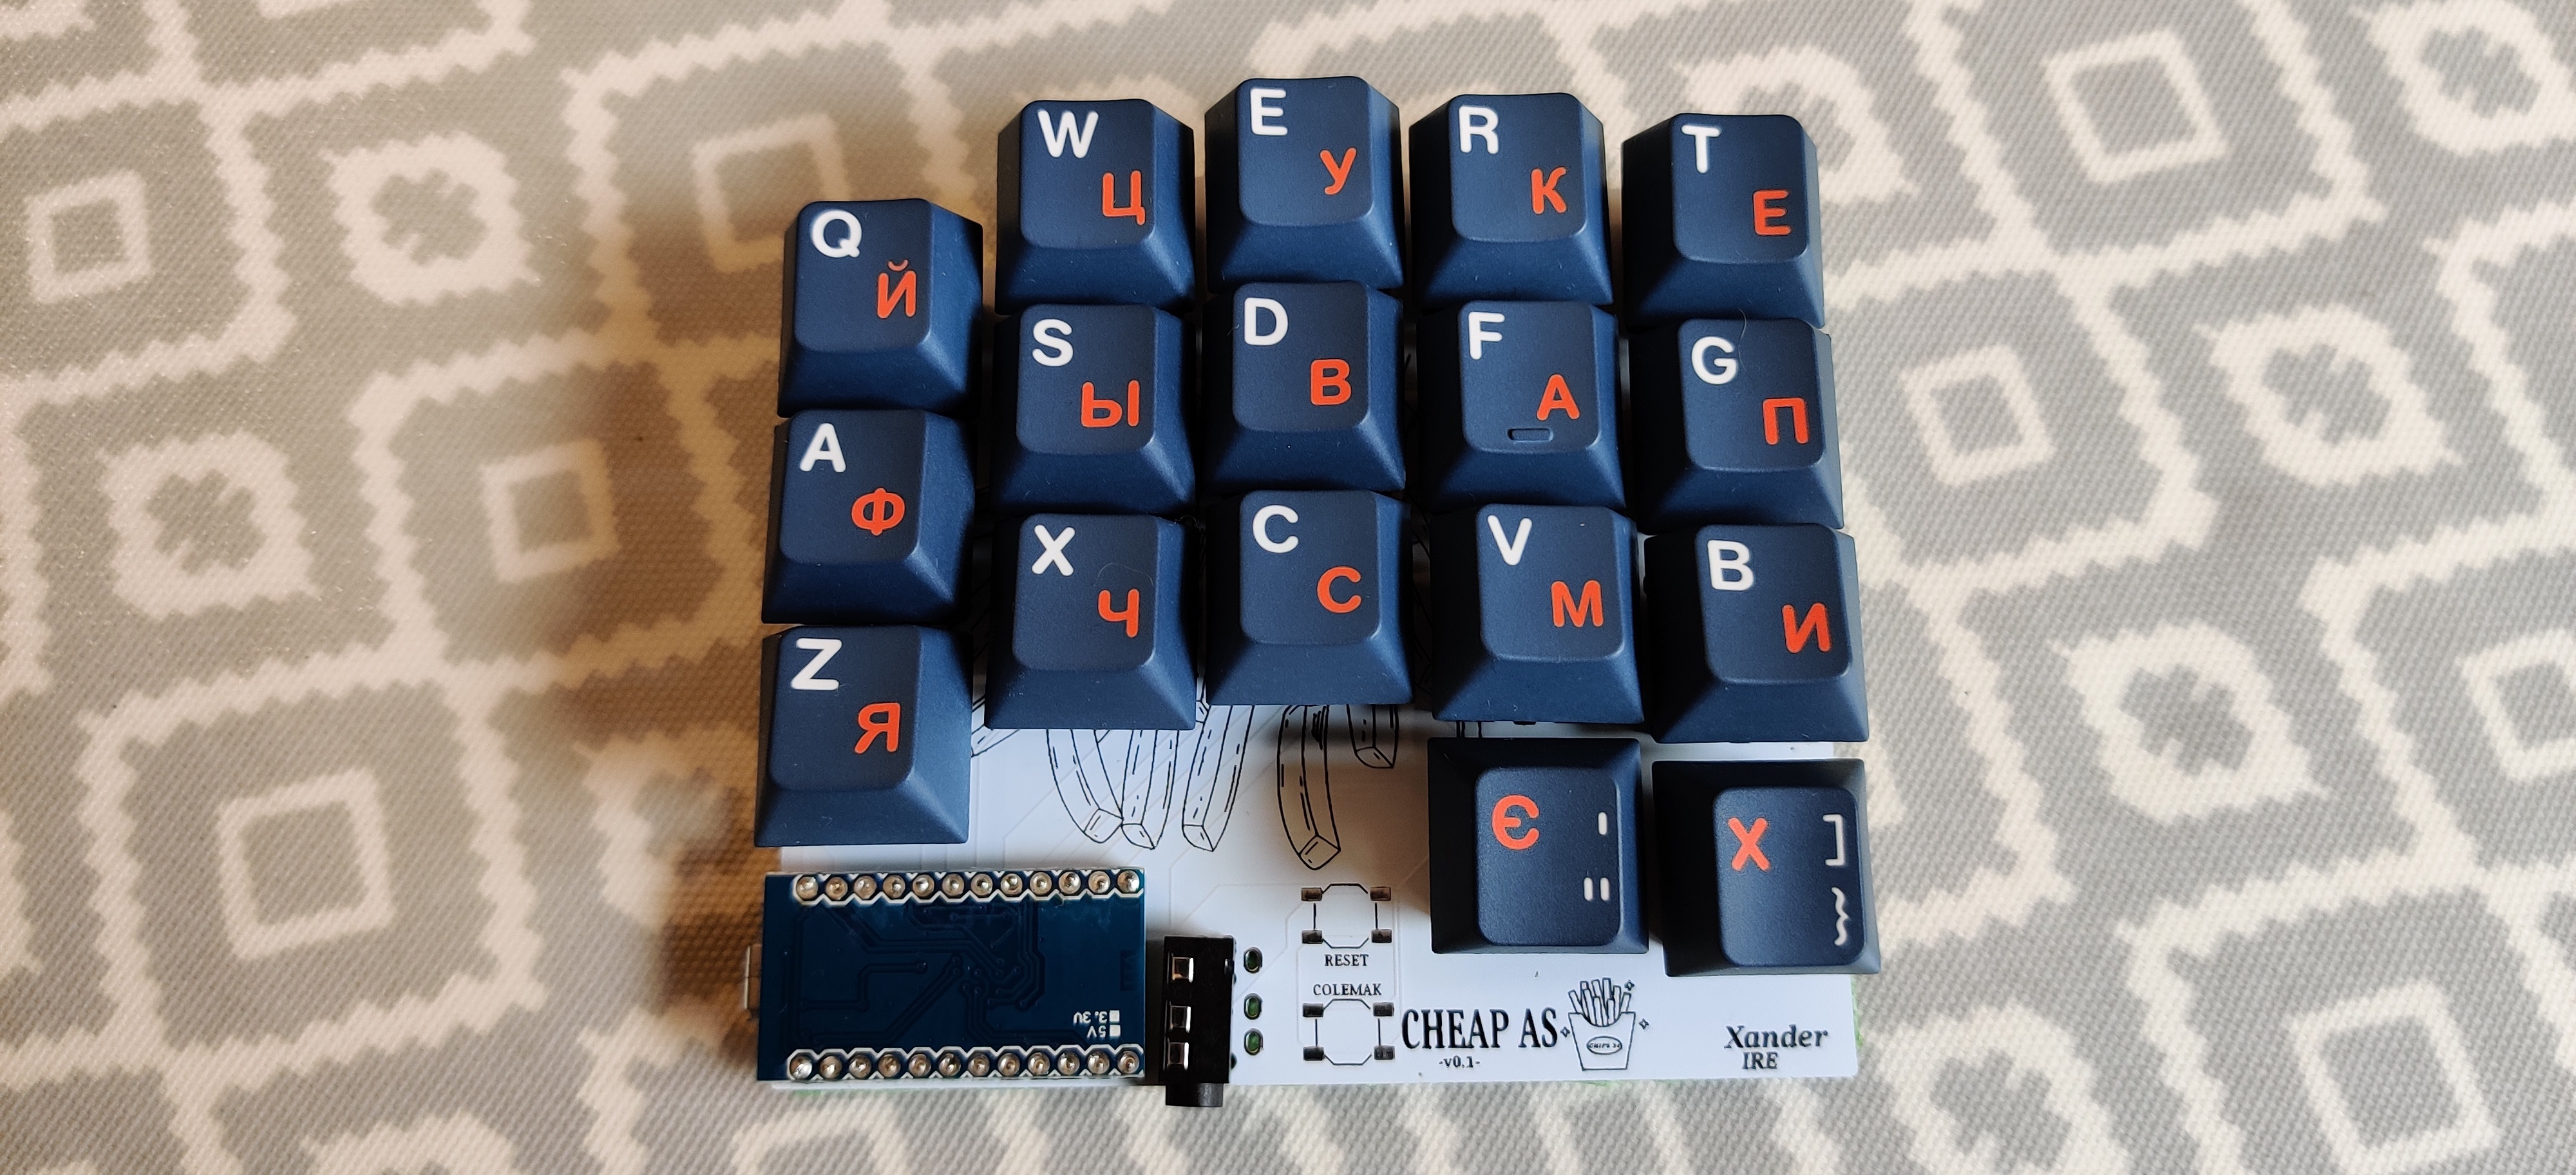 Q Й
W Ц
E У
R К
T Е
A Ф
S Ы
D В
F А
G П
Z Я
X Ч
C С
V М
B И
Є ' "
Х ] ~
5V
3.3V
RESET
COLEMAK
CHEAP AS
-v0.1-
Xander
IRE